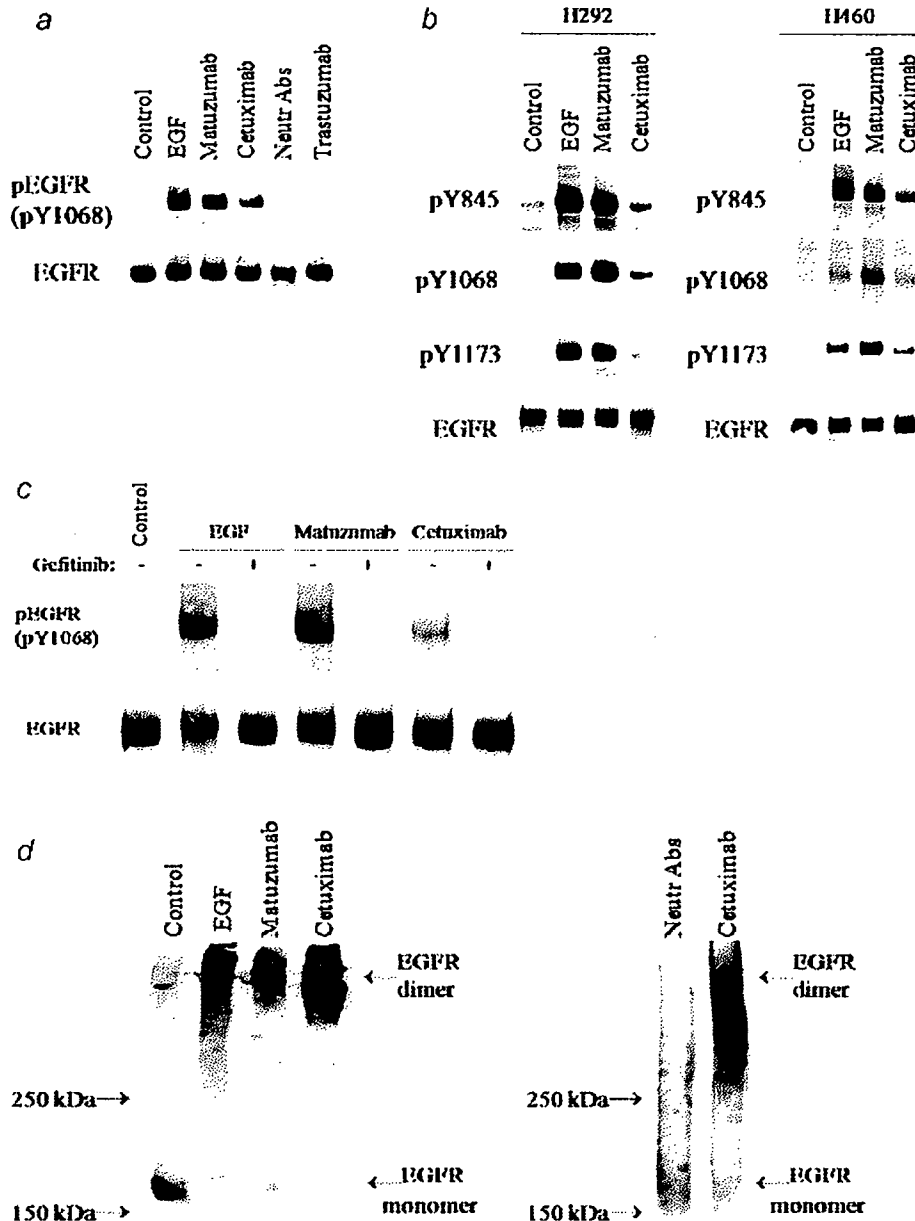 a
Control
EGF
Matuzumab
Cetuximab
Neutr Abs
Trastuzumab
pEGFR
(pY1068)
EGFR
b
H292
Control
EGF
Matuzumab
Cetuximab
pY845
pY1068
pY1173
EGFR
H460
Control
EGF
Matuzumab
Cetuximab
pY845
pY1068
pY1173
EGFR
c
Control
EGF
Matuzumab
Cetuximab
Gefitinib: - - + - + - +
pEGFR
(pY1068)
EGFR
d
Control
EGF
Matuzumab
Cetuximab
EGFR
dimer
250 kDa
EGFR
monomer
150 kDa
Neutr Abs
Cetuximab
EGFR
dimer
250 kDa
EGFR
monomer
150 kDa